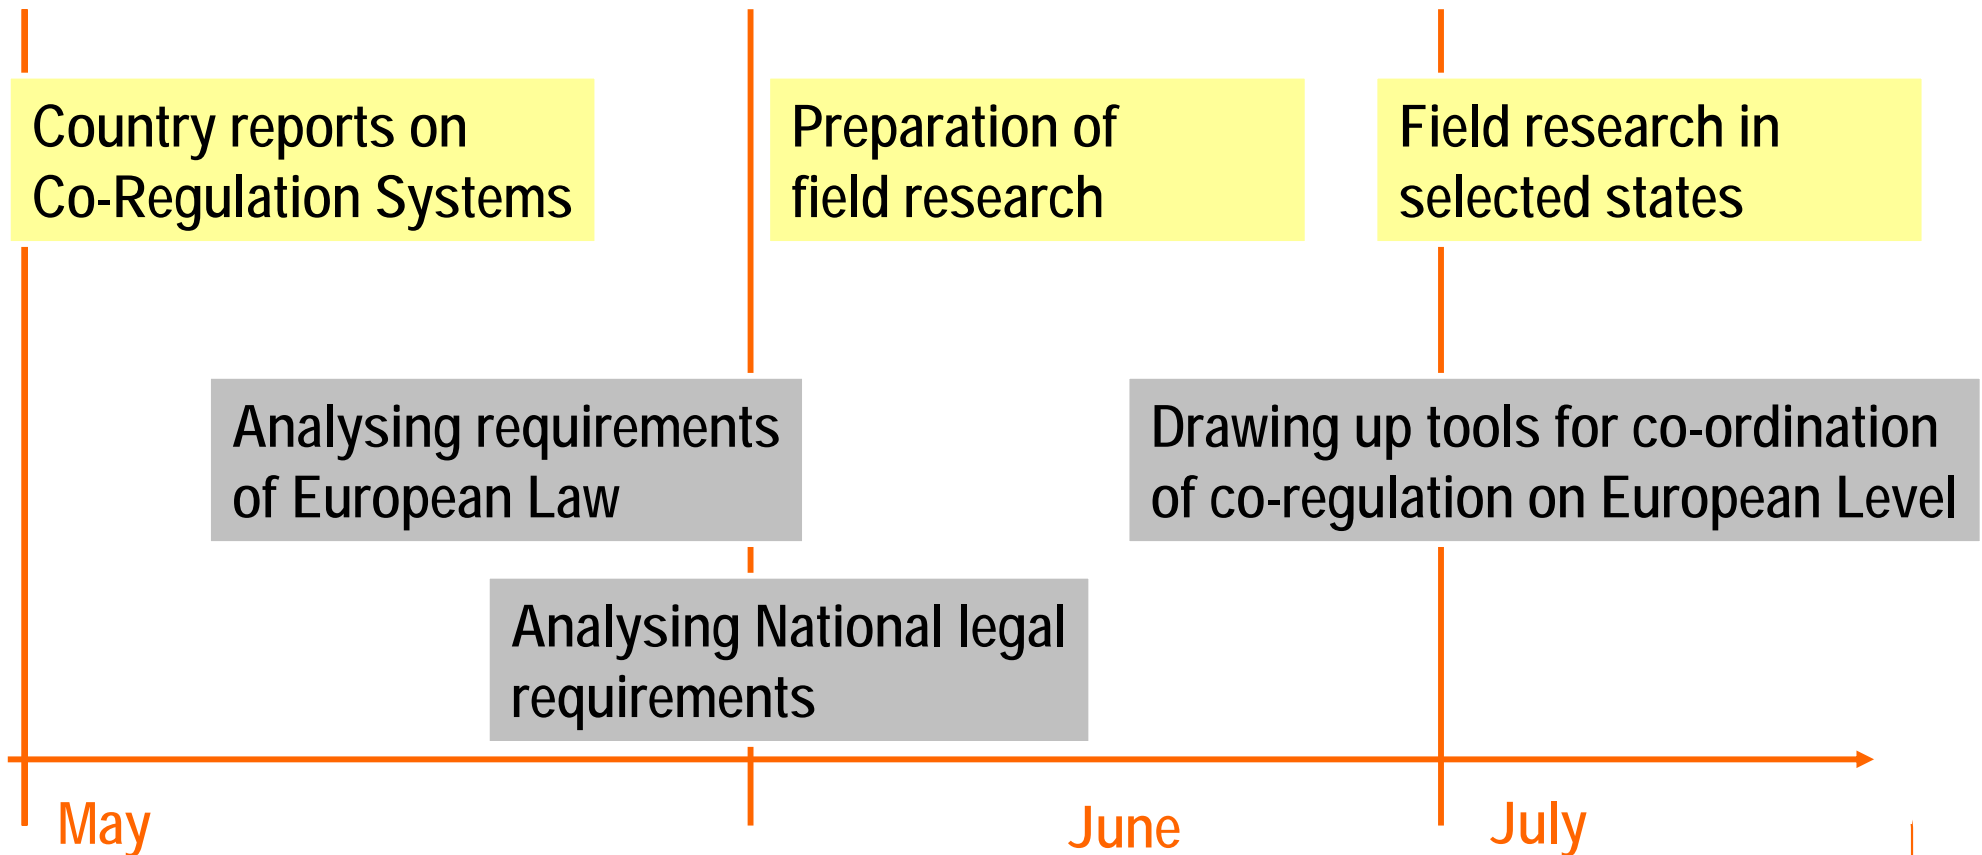 Country reports on
Co-Regulation Systems
Preparation of
field research
Field research in
selected states
Analysing requirements
of European Law
Drawing up tools for co-ordination
of co-regulation on European Level
Analysing National legal
requirements
May
June
July